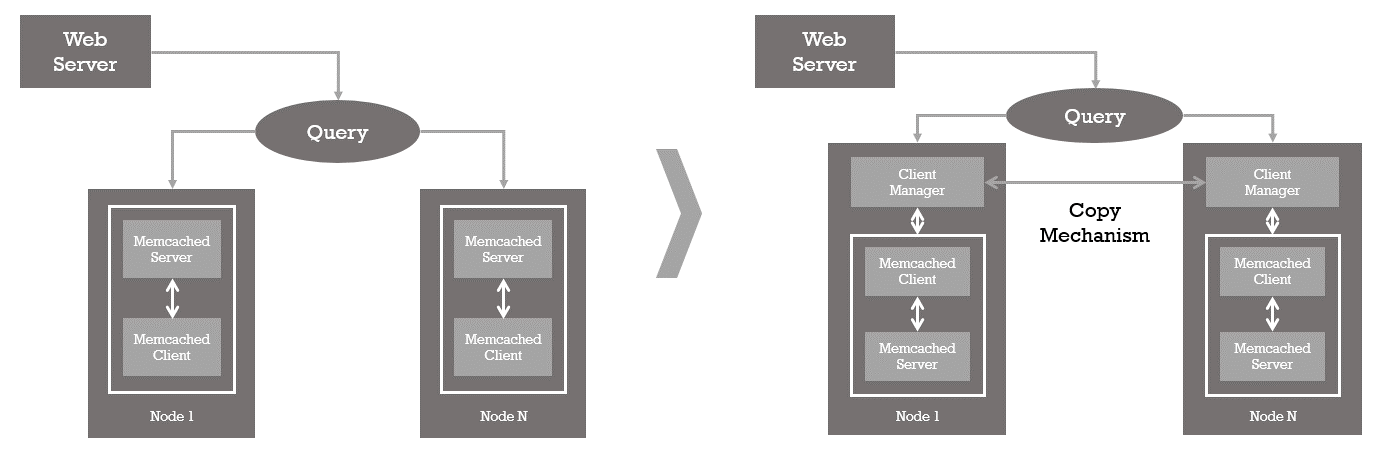 Web
Server
Query
Memcached
Server
Memcached
Client
Node 1
Memcached
Server
Memcached
Client
Node N
Web
Server
Query
Client
Manager
Memcached
Client
Memcached
Server
Node 1
Copy
Mechanism
Client
Manager
Memcached
Client
Memcached
Server
Node N